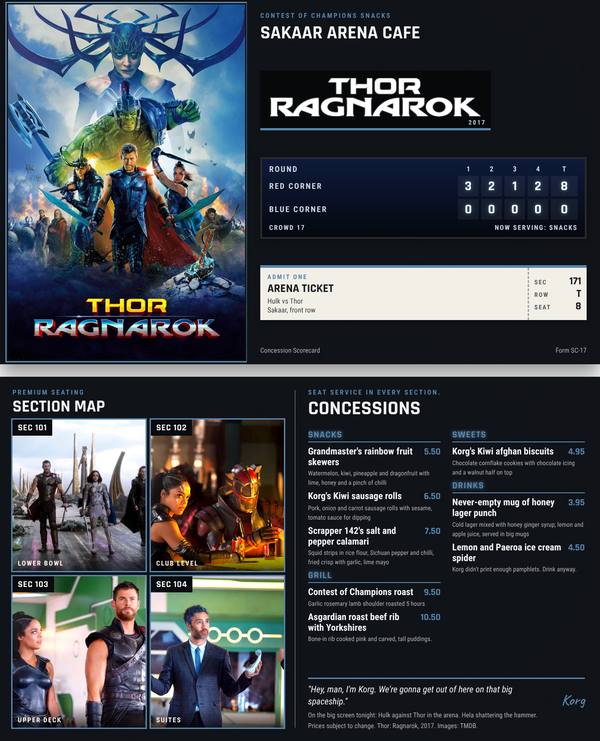 THOR
RAGNAROK
CONTEST OF CHAMPIONS SNACKS
SAKAAR ARENA CAFE
THOR
RAGNAROK
2017
ROUND 1 2 3 4 T
RED CORNER 3 2 1 2 8
BLUE CORNER 0 0 0 0 0
CROWD 17 NOW SERVING: SNACKS
ADMIT ONE
ARENA TICKET
Hulk vs Thor
Sakaar, front row
SEC 171
ROW T
SEAT 8
Concession Scorecard Form SC-17
PREMIUM SEATING
SECTION MAP
SEC 101
LOWER BOWL
SEC 102
CLUB LEVEL
SEC 103
UPPER DECK
SEC 104
SUITES
SEAT SERVICE IN EVERY SECTION.
CONCESSIONS
SNACKS
Grandmaster's rainbow fruit 5.50
skewers
Watermelon, kiwi, pineapple and dragonfruit with
lime, honey and a pinch of chilli
Korg's Kiwi sausage rolls 6.50
Pork, onion and carrot sausage rolls with sesame,
tomato sauce for dipping
Scrapper 142's salt and 7.50
pepper calamari
Squid strips in rice flour, Sichuan pepper and chilli,
fried crisp with garlic, lime mayo
GRILL
Contest of Champions roast 9.50
Garlic rosemary lamb shoulder roasted 5 hours
Asgardian roast beef rib 10.50
with Yorkshires
Bone-in rib cooked pink and carved, tall puddings.
SWEETS
Korg's Kiwi afghan biscuits 4.95
Chocolate cornflake cookies with chocolate icing
and a walnut half on top
DRINKS
Never-empty mug of honey 3.95
lager punch
Cold lager mixed with honey ginger syrup, lemon and
apple juice, served in big mugs
Lemon and Paeroa ice cream 4.50
spider
Korg didn't print enough pamphlets. Drink anyway.
"Hey, man, I'm Korg. We're gonna get out of here on that big
spaceship."
Korg
On the big screen tonight: Hulk against Thor in the arena. Hela shattering the hammer.
Prices subject to change. Thor: Ragnarok, 2017. Images: TMDB.